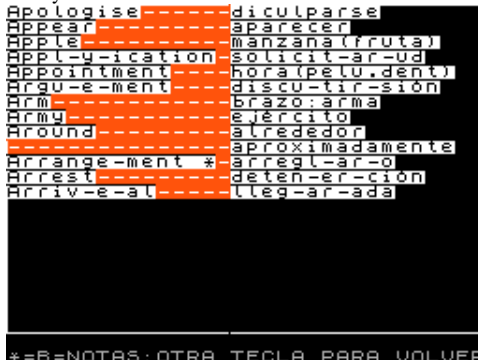 Apologise------diculparse
Appear---------aparecer
Apple----------manzana(fruta)
Appl-y-ication-solicit-ar-ud
Appointment----hora(pelu.dent)
Argu-e-ment----discu-tir-sión
Arm------------brazo:arma
Army-----------ejército
Around---------alrededor
---------------aproximadamente
Arrange-ment *-arregl-ar-o
Arrest---------deten-er-ción
Arriv-e-al-----lleg-ar-ada
*=B=NOTAS:OTRA TECLA PARA VOLVER